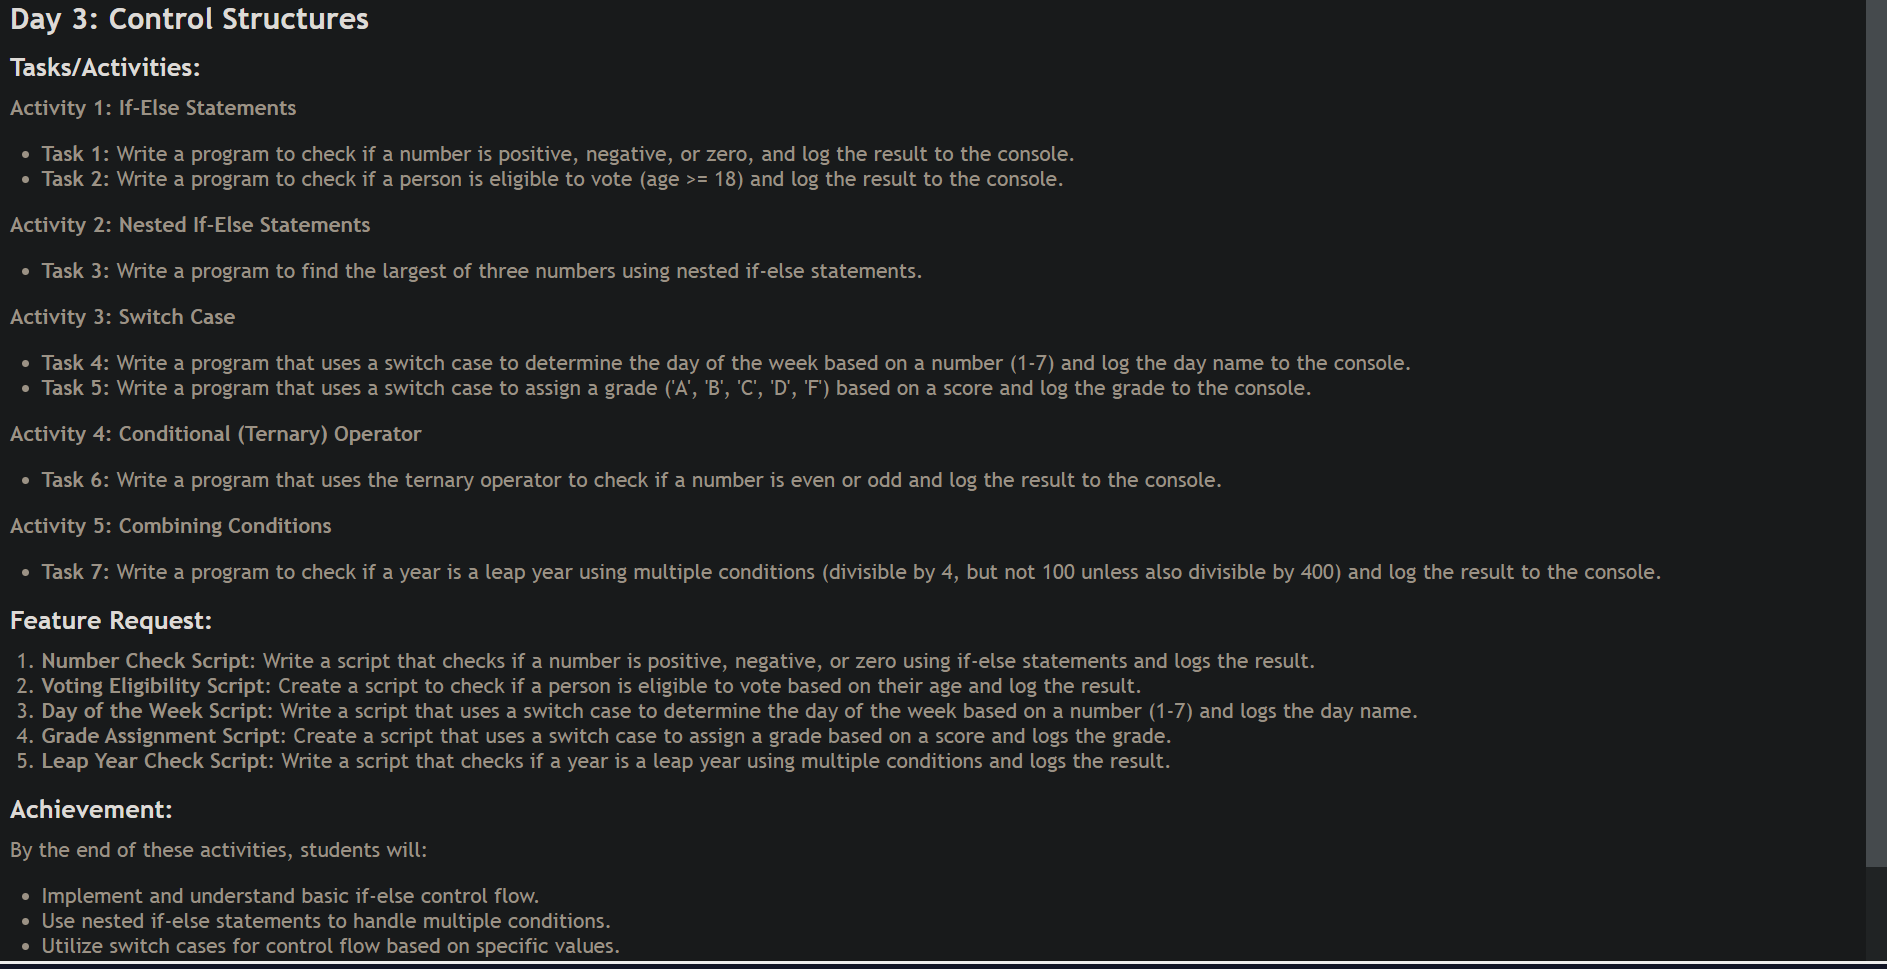 Day 3: Control Structures
Tasks/Activities:
Activity 1: If-Else Statements
• Task 1: Write a program to check if a number is positive, negative, or zero, and log the result to the console.
• Task 2: Write a program to check if a person is eligible to vote (age >= 18) and log the result to the console.
Activity 2: Nested If-Else Statements
• Task 3: Write a program to find the largest of three numbers using nested if-else statements.
Activity 3: Switch Case
• Task 4: Write a program that uses a switch case to determine the day of the week based on a number (1-7) and log the day name to the console.
• Task 5: Write a program that uses a switch case to assign a grade ('A', 'B', 'C', 'D', 'F') based on a score and log the grade to the console.
Activity 4: Conditional (Ternary) Operator
• Task 6: Write a program that uses the ternary operator to check if a number is even or odd and log the result to the console.
Activity 5: Combining Conditions
• Task 7: Write a program to check if a year is a leap year using multiple conditions (divisible by 4, but not 100 unless also divisible by 400) and log the result to the console.
Feature Request:
1. Number Check Script: Write a script that checks if a number is positive, negative, or zero using if-else statements and logs the result.
2. Voting Eligibility Script: Create a script to check if a person is eligible to vote based on their age and log the result.
3. Day of the Week Script: Write a script that uses a switch case to determine the day of the week based on a number (1-7) and logs the day name.
4. Grade Assignment Script: Create a script that uses a switch case to assign a grade based on a score and logs the grade.
5. Leap Year Check Script: Write a script that checks if a year is a leap year using multiple conditions and logs the result.
Achievement:
By the end of these activities, students will:
• Implement and understand basic if-else control flow.
• Use nested if-else statements to handle multiple conditions.
• Utilize switch cases for control flow based on specific values.